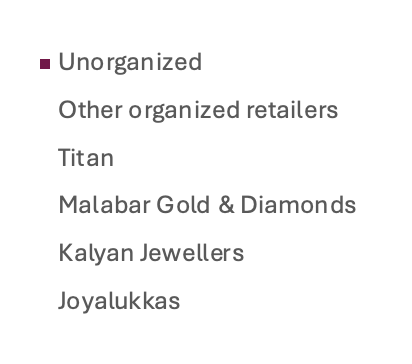 Unorganized
Other organized retailers
Titan
Malabar Gold & Diamonds
Kalyan Jewellers
Joyalukkas